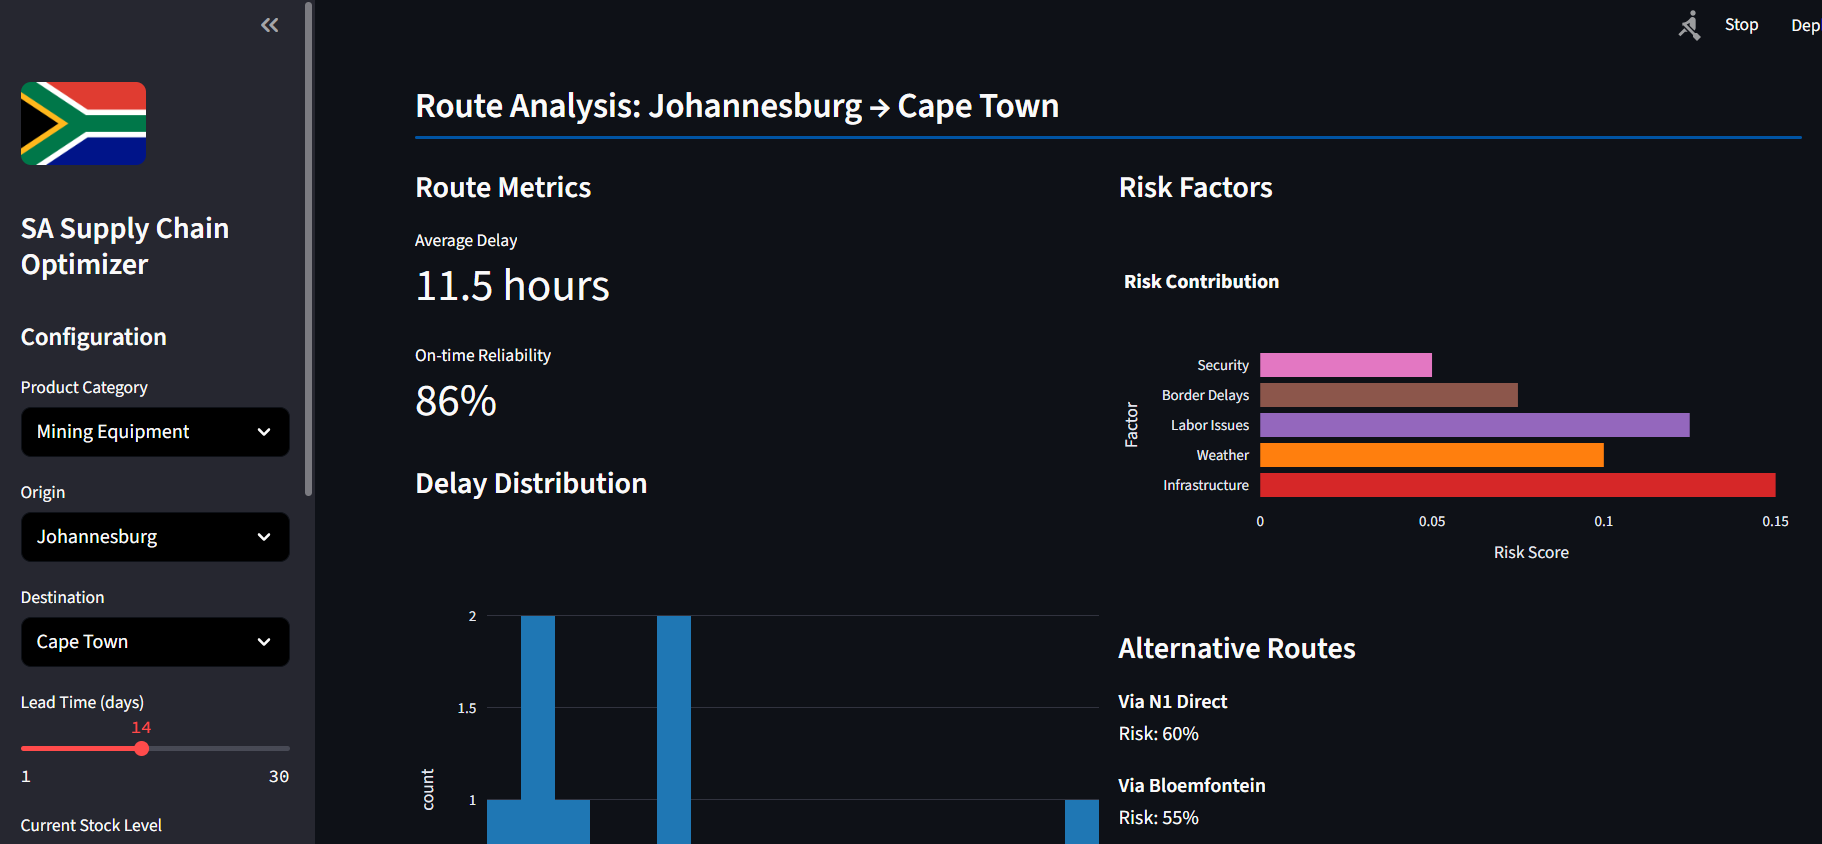 Stop
Dep
SA Supply Chain
Optimizer
Configuration
Product Category
Mining Equipment
Origin
Johannesburg
Destination
Cape Town
Lead Time (days)
14
1
30
Current Stock Level
Route Analysis: Johannesburg → Cape Town
Route Metrics
Average Delay
11.5 hours
On-time Reliability
86%
Delay Distribution
2
1.5
1
count
Risk Factors
Risk Contribution
Factor
Security
Border Delays
Labor Issues
Weather
Infrastructure
0
0.05
0.1
0.15
Risk Score
Alternative Routes
Via N1 Direct
Risk: 60%
Via Bloemfontein
Risk: 55%